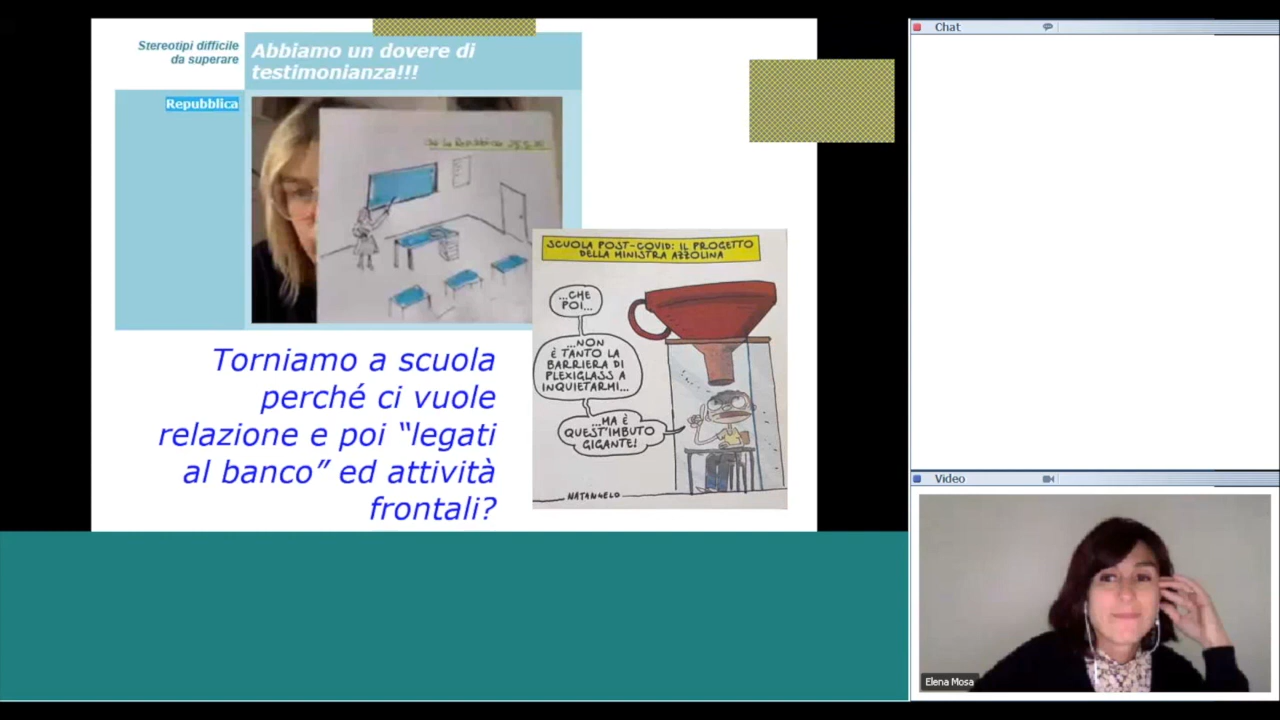 Stereotipi difficile
da superare
Abbiamo un dovere di
testimonianza!!!
Repubblica
la Repubblica
SCUOLA POST-COVID: IL PROGETTO
DELLA MINISTRA AZZOLINA
...CHE
POI...
...NON
È TANTO LA
BARRIERA DI
PLEXIGLASS A
INQUIETARMI...
...MA È
QUEST'IMBUTO
GIGANTE!
NATANGELO
Torniamo a scuola
perché ci vuole
relazione e poi “legati
al banco” ed attività
frontali?
Chat
Video
Elena Mosa